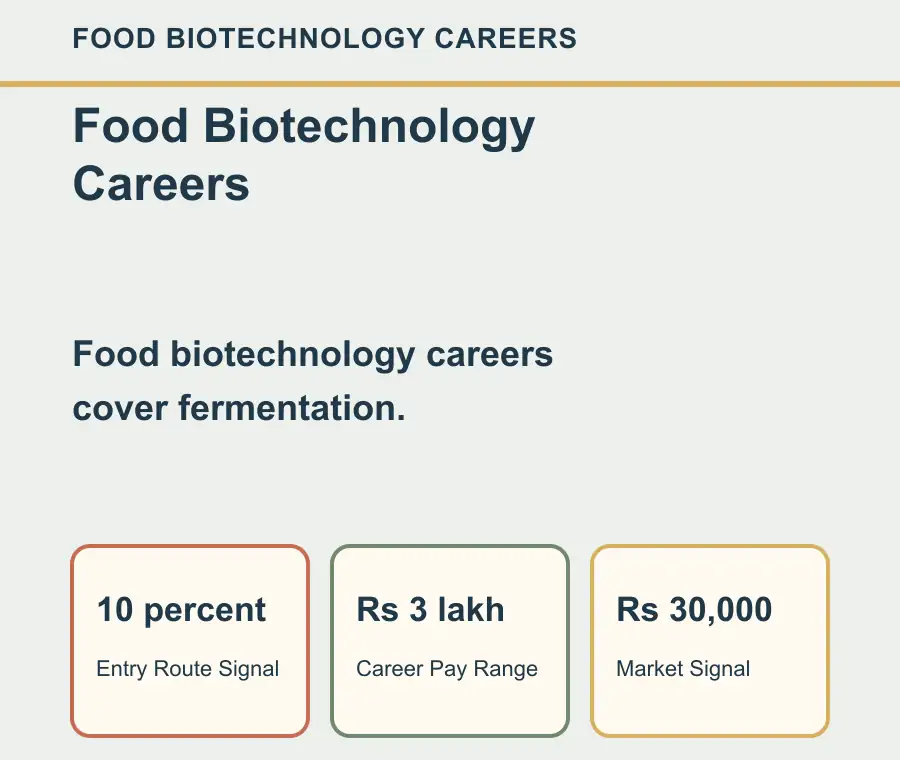 FOOD BIOTECHNOLOGY CAREERS
Food Biotechnology
Careers
Food biotechnology careers
cover fermentation.
10 percent
Entry Route Signal
Rs 3 lakh
Career Pay Range
Rs 30,000
Market Signal